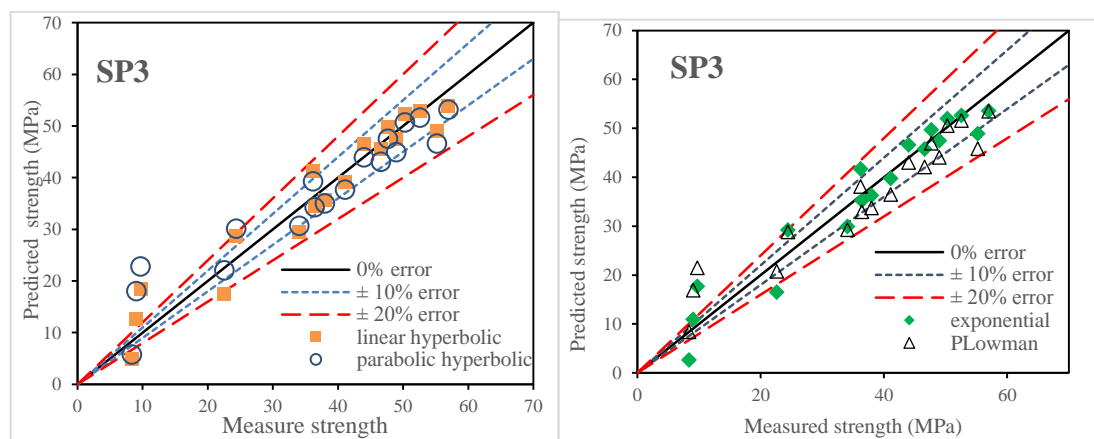 SP3
Predicted strength (MPa)
70
60
50
40
30
20
10
0
0% error
± 10% error
± 20% error
linear hyperbolic
parabolic hyperbolic
0 10 20 30 40 50 60 70
Measure strength
SP3
Predicted strength (MPa)
70
60
50
40
30
20
10
0
0% error
± 10% error
± 20% error
exponential
PLowman
0 20 40 60
Measured strength (MPa)